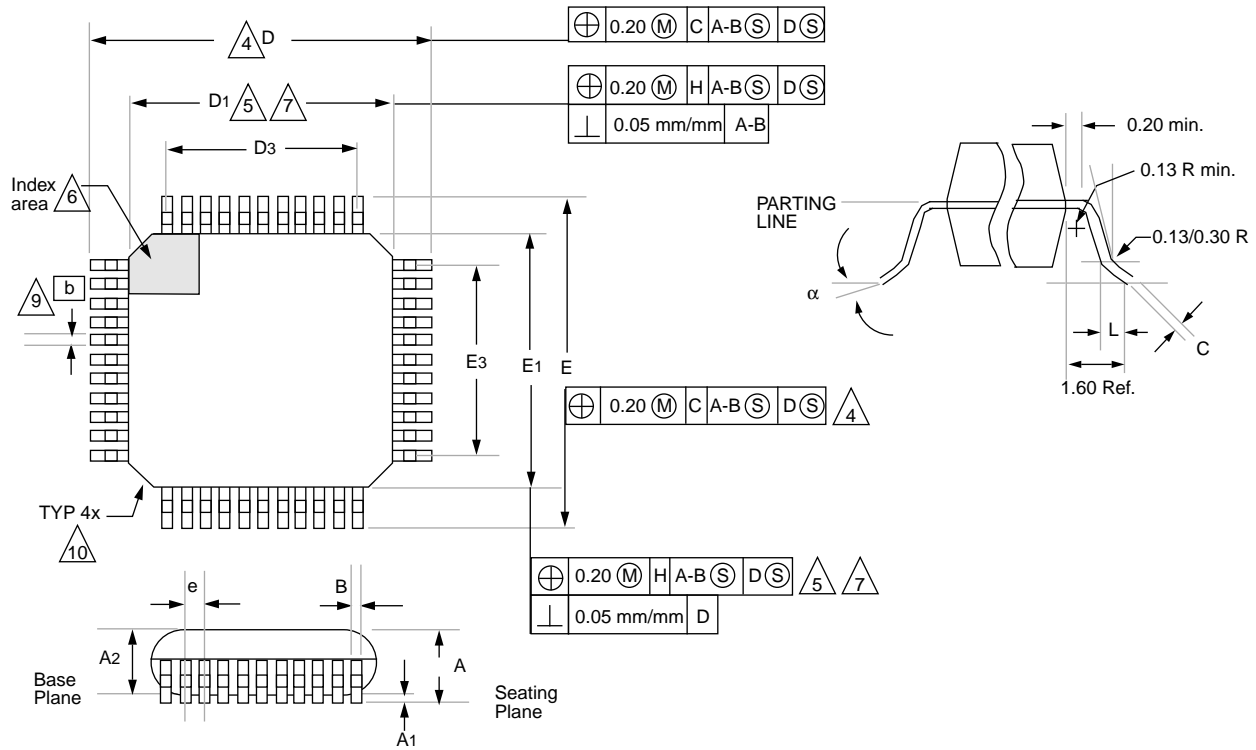 4 D
0.20 M C A-B S D S
D1 5 7
0.20 M H A-B S D S
0.05 mm/mm A-B
D3
Index
area 6
9 b
E3
E1
E
0.20 M C A-B S D S 4
TYP 4x
10
0.20 M H A-B S D S 5 7
0.05 mm/mm D
e
B
A2
A
Base
Plane
Seating
Plane
A1
0.20 min.
0.13 R min.
PARTING
LINE
0.13/0.30 R
α
L
C
1.60 Ref.